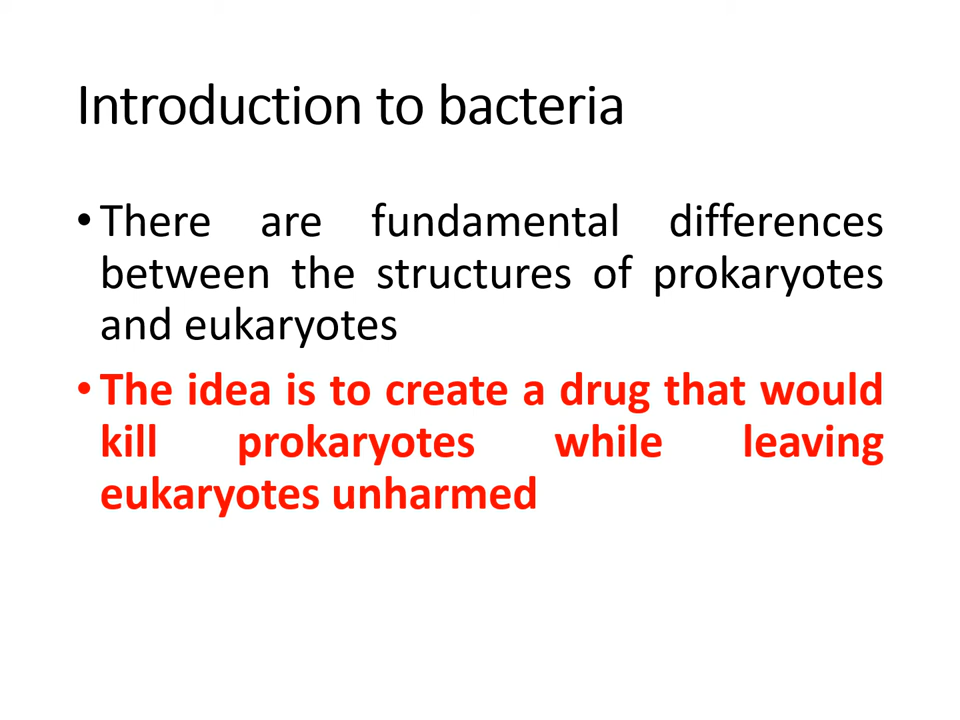 Introduction to bacteria
• There are fundamental differences
between the structures of prokaryotes
and eukaryotes
• The idea is to create a drug that would
kill prokaryotes while leaving
eukaryotes unharmed